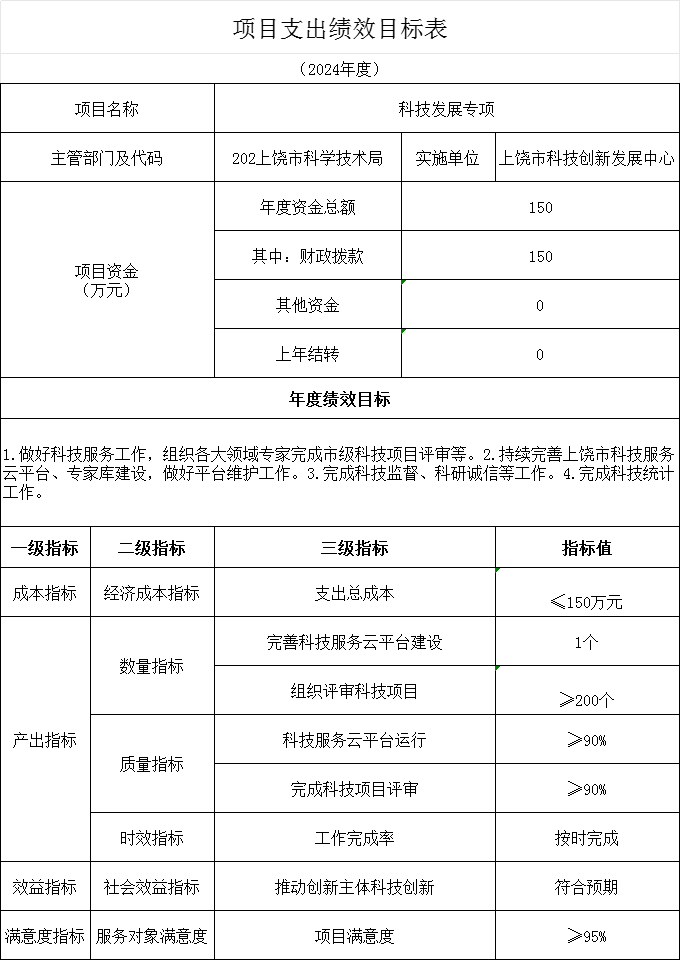 项目支出绩效目标表
（2024年度）
项目名称 科技发展专项
主管部门及代码 202上饶市科学技术局 实施单位 上饶市科技创新发展中心
项目资金
（万元）
年度资金总额 150
其中：财政拨款 150
其他资金 0
上年结转 0
年度绩效目标
1.做好科技服务工作，组织各大领域专家完成市级科技项目评审等。2.持续完善上饶市科技服务
云平台、专家库建设，做好平台维护工作。3.完成科技监督、科研诚信等工作。4.完成科技统计
工作。
一级指标 二级指标 三级指标 指标值
成本指标 经济成本指标 支出总成本 ≤150万元
产出指标 数量指标 完善科技服务云平台建设 1个
组织评审科技项目 ≥200个
质量指标 科技服务云平台运行 ≥90%
完成科技项目评审 ≥90%
时效指标 工作完成率 按时完成
效益指标 社会效益指标 推动创新主体科技创新 符合预期
满意度指标 服务对象满意度 项目满意度 ≥95%